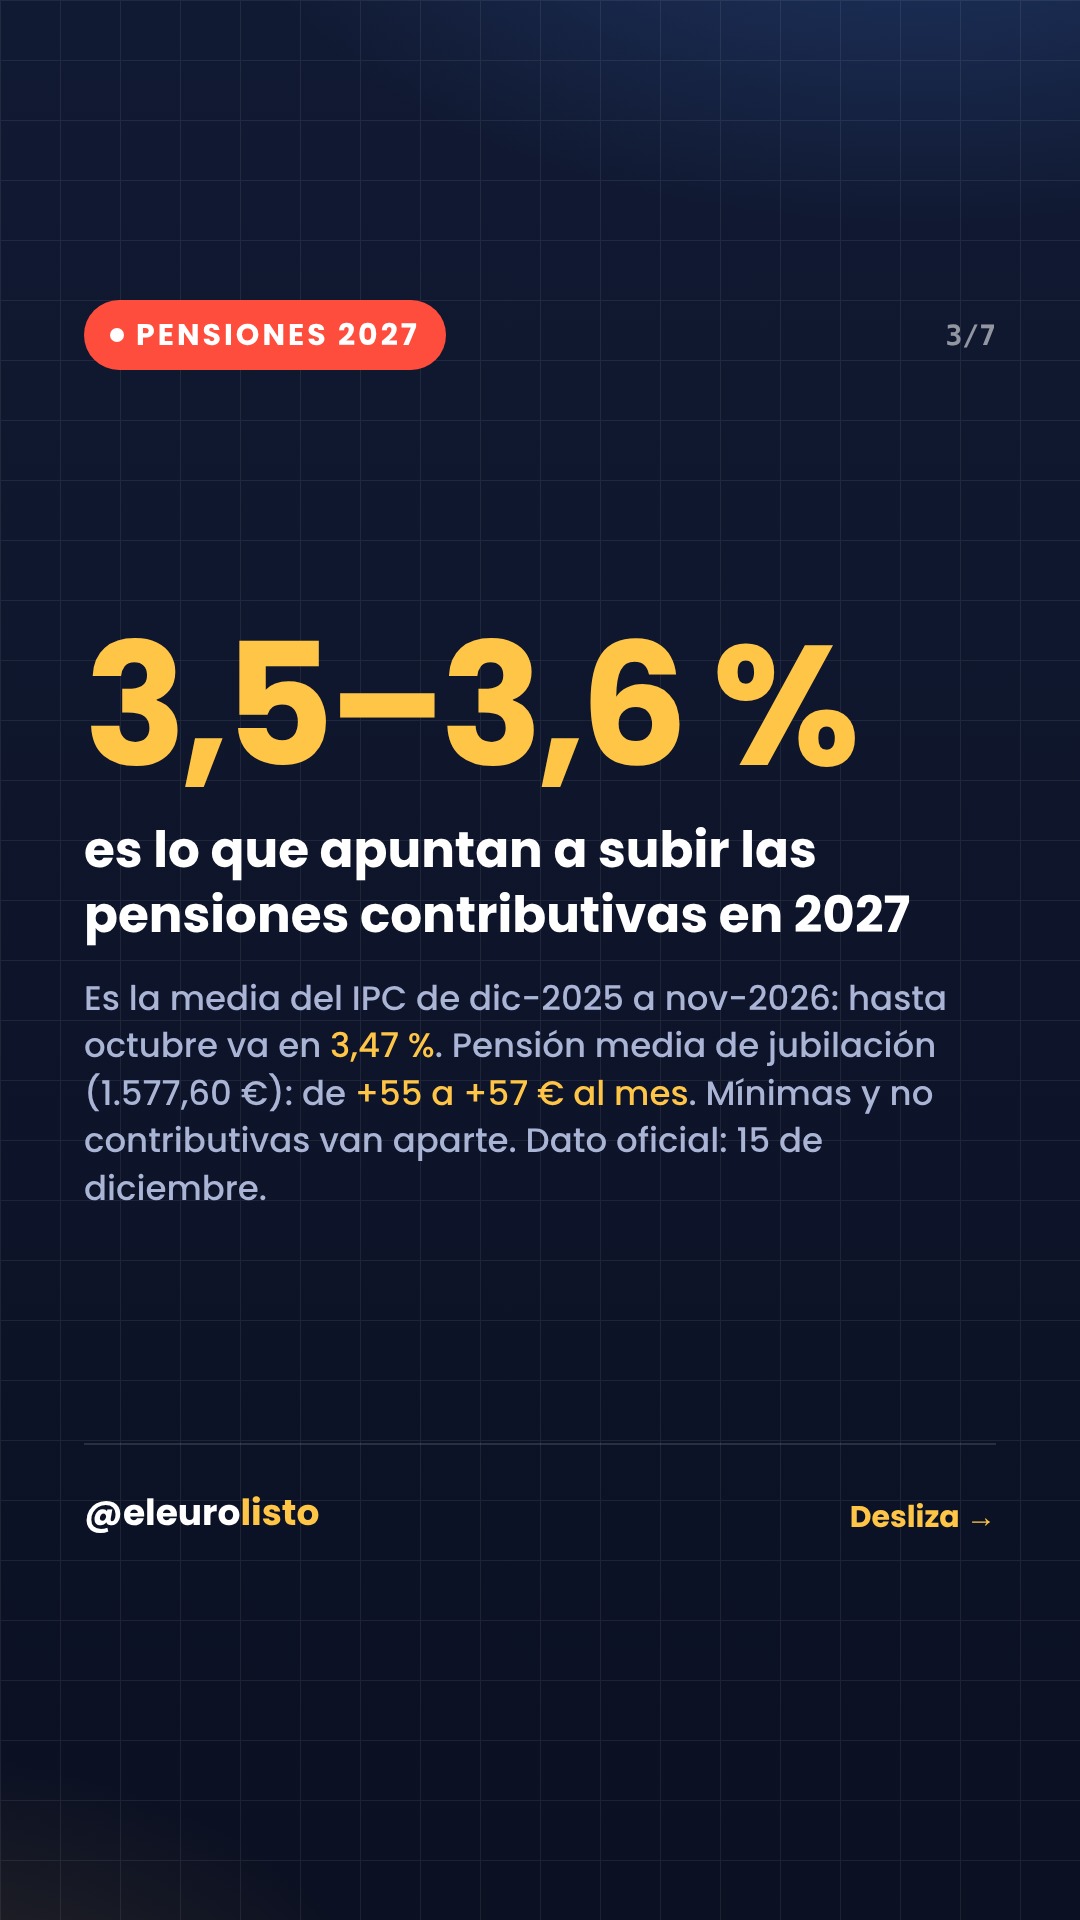 PENSIONES 2027
3/7
3,5–3,6 %
es lo que apuntan a subir las
pensiones contributivas en 2027
Es la media del IPC de dic-2025 a nov-2026: hasta
octubre va en 3,47 %. Pensión media de jubilación
(1.577,60 €): de +55 a +57 € al mes. Mínimas y no
contributivas van aparte. Dato oficial: 15 de
diciembre.
@eleurolisto
Desliza →